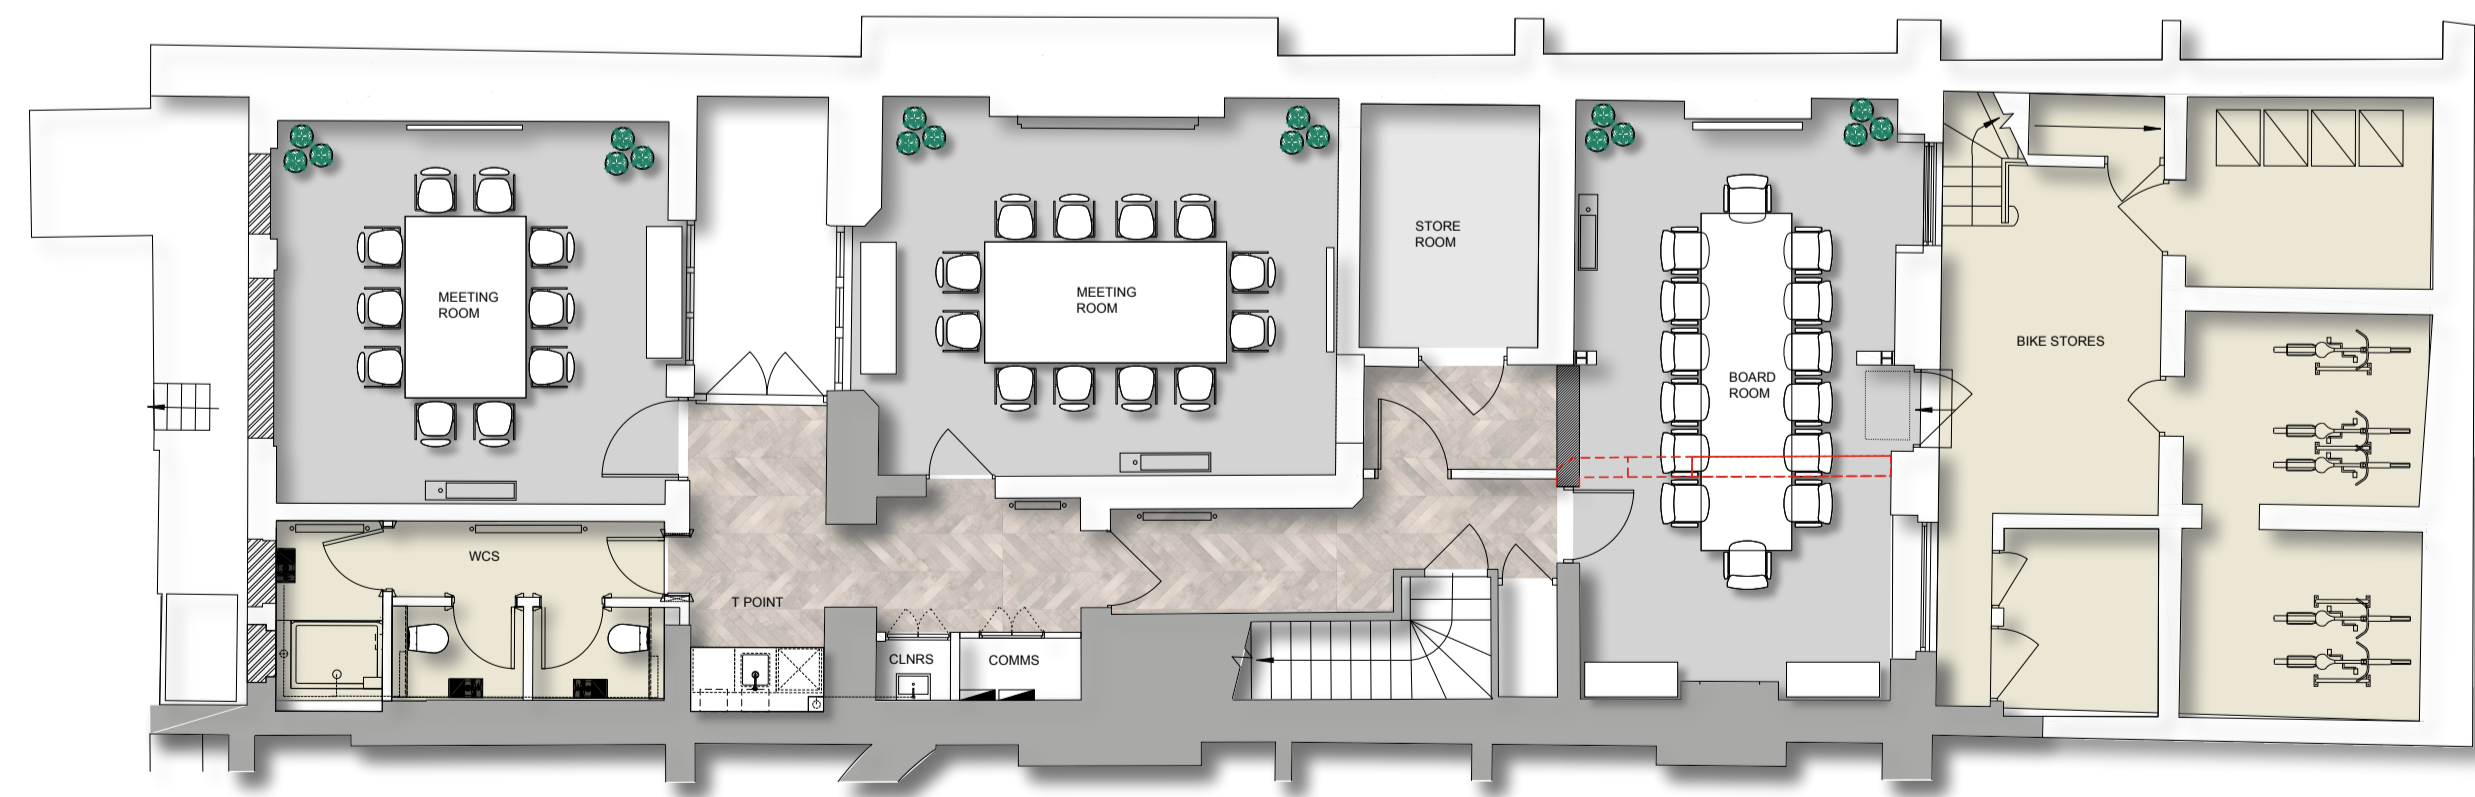 MEETING
ROOM
MEETING
ROOM
STORE
ROOM
BOARD
ROOM
BIKE STORES
WCS
T POINT
CLNRS
COMMS